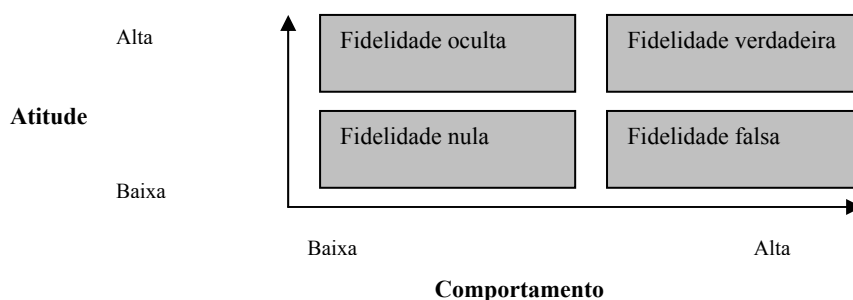 Alta
Fidelidade oculta
Fidelidade verdadeira
Atitude
Fidelidade nula
Fidelidade falsa
Baixa
Baixa
Alta
Comportamento